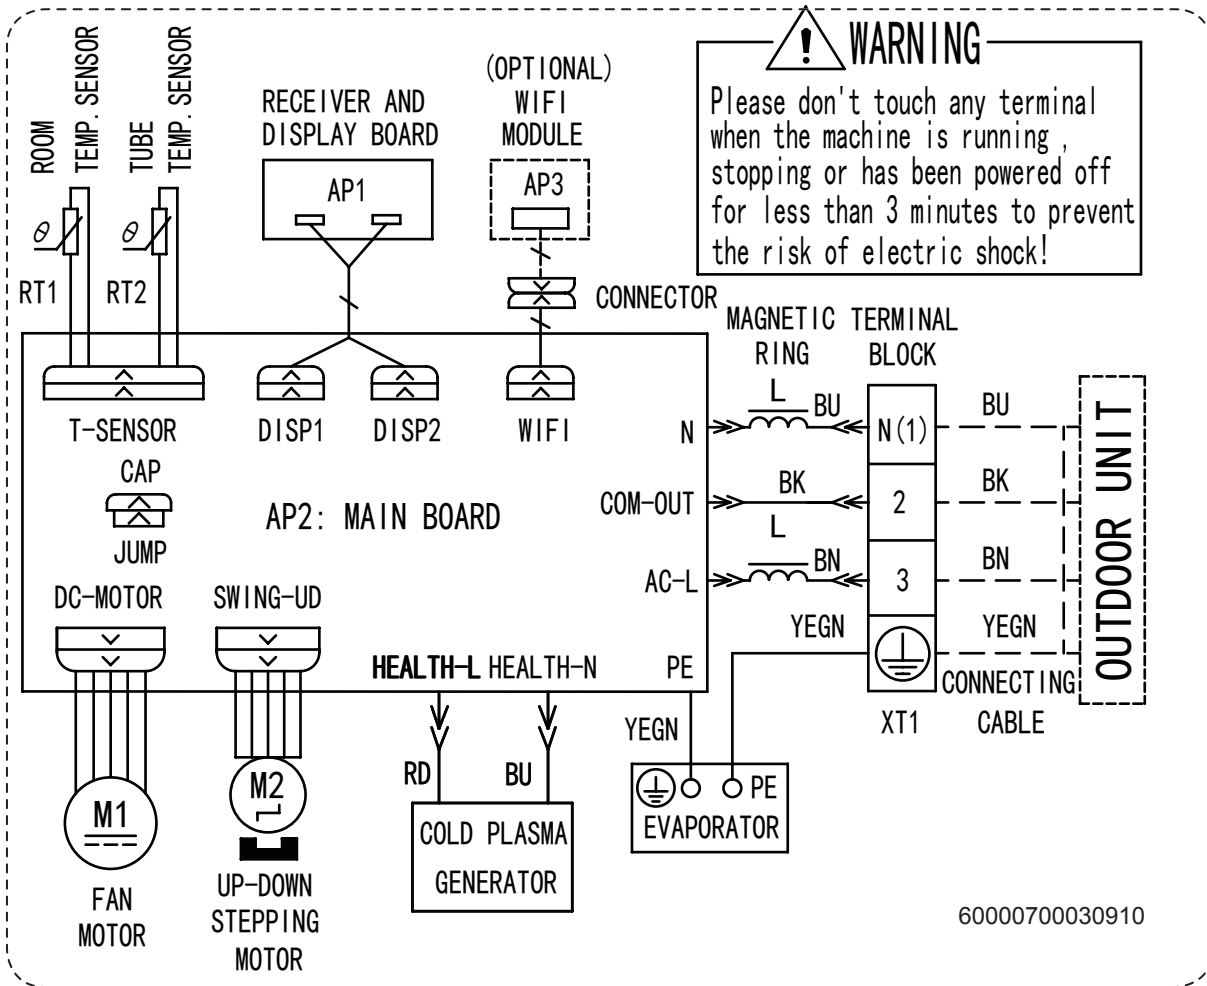 ROOM
TEMP. SENSOR
TUBE
TEMP. SENSOR
RECEIVER AND
DISPLAY BOARD
(OPTIONAL)
WIFI
MODULE
WARNING
Please don't touch any terminal
when the machine is running ,
stopping or has been powered off
for less than 3 minutes to prevent
the risk of electric shock!
AP1
AP3
θ
θ
RT1
RT2
CONNECTOR
MAGNETIC
RING
TERMINAL
BLOCK
T-SENSOR
DISP1
DISP2
WIFI
N
L
BU
N(1)
BU
CAP
JUMP
AP2: MAIN BOARD
COM-OUT
BK
2
BK
L
AC-L
BN
3
BN
OUTDOOR UNIT
DC-MOTOR
SWING-UD
HEALTH-L
HEALTH-N
PE
YEGN
YEGN
CONNECTING
CABLE
XT1
YEGN
RD
BU
M1
M2
COLD PLASMA
GENERATOR
PE
EVAPORATOR
FAN
MOTOR
UP-DOWN
STEPPING
MOTOR
60000700030910